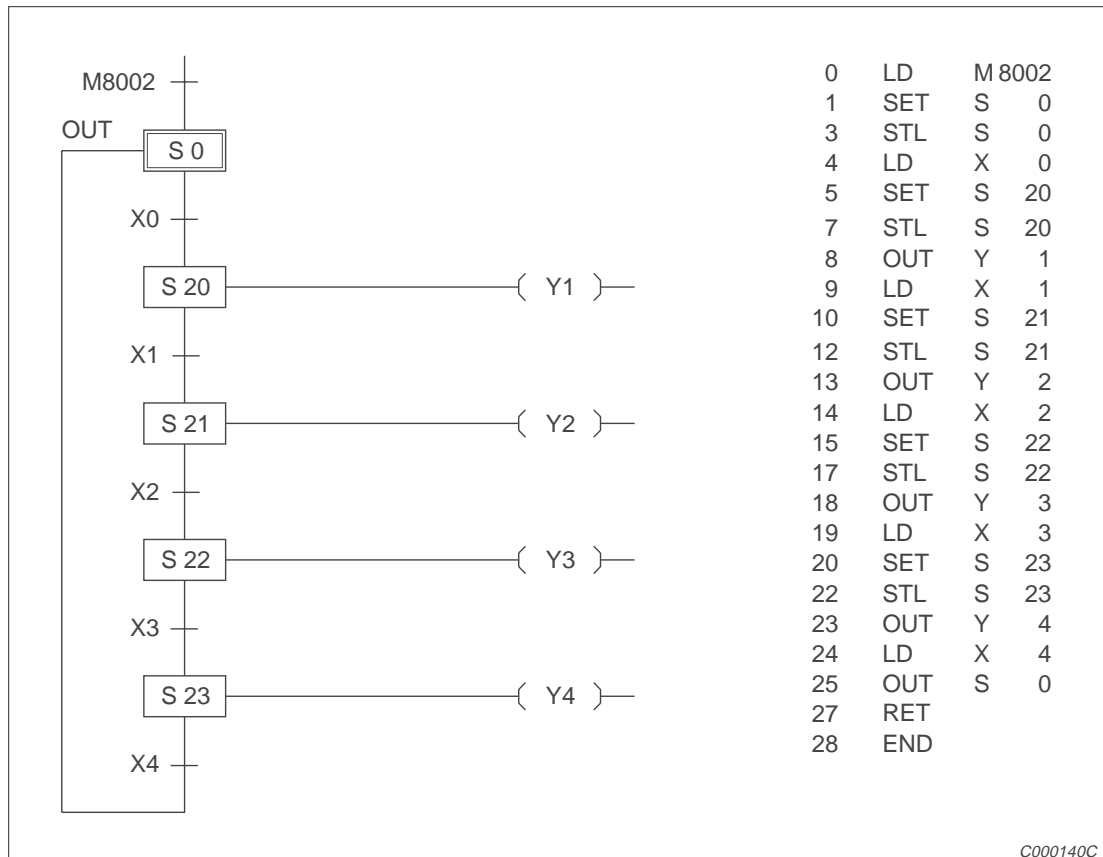 M8002
OUT
S 0
X0
S 20
Y1
X1
S 21
Y2
X2
S 22
Y3
X3
S 23
Y4
X4
0 LD M 8002
1 SET S 0
3 STL S 0
4 LD X 0
5 SET S 20
7 STL S 20
8 OUT Y 1
9 LD X 1
10 SET S 21
12 STL S 21
13 OUT Y 2
14 LD X 2
15 SET S 22
17 STL S 22
18 OUT Y 3
19 LD X 3
20 SET S 23
22 STL S 23
23 OUT Y 4
24 LD X 4
25 OUT S 0
27 RET
28 END
C000140C